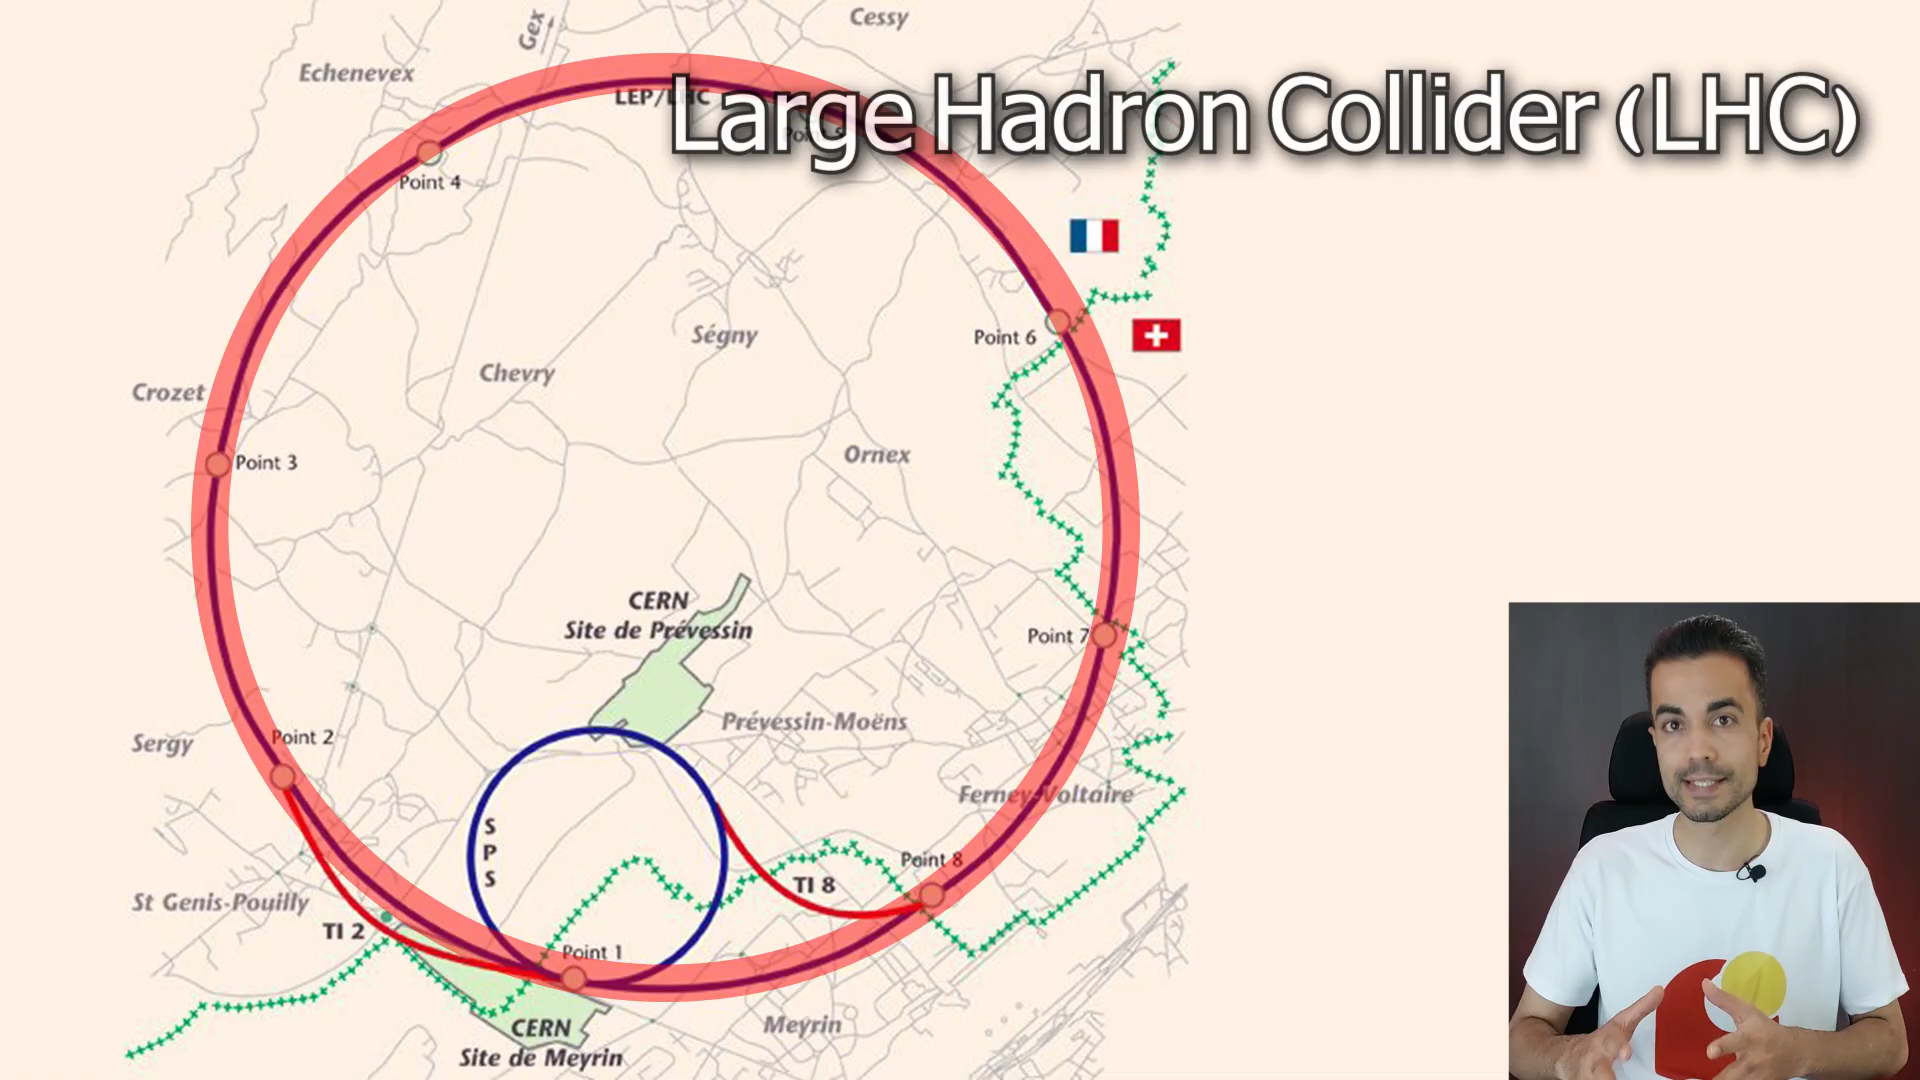 Cessy
Gex
Echenevex
LEP/LHC
Large Hadron Collider (LHC)
Point 5
Point 4
Point 6
Ségny
Chevry
Crozet
Ornex
Point 3
CERN
Site de Prévessin
Point 7
Prévessin-Moëns
Point 2
Sergy
Ferney-Voltaire
S
P
S
Point 8
TI 8
St Genis-Pouilly
TI 2
Point 1
CERN
Site de Meyrin
Meyrin